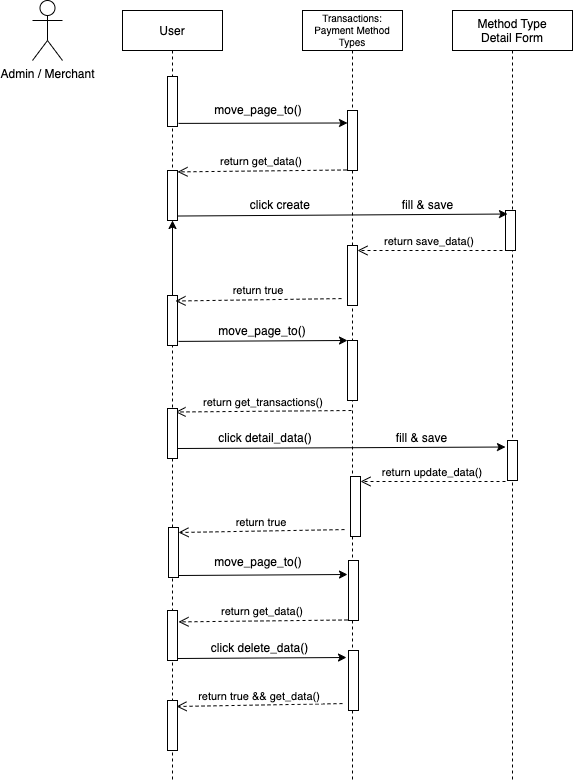 Admin / Merchant
User
Transactions:
Payment Method
Types
Method Type
Detail Form
move_page_to()
return get_data()
click create
fill & save
return save_data()
return true
move_page_to()
return get_transactions()
click detail_data()
fill & save
return update_data()
return true
move_page_to()
return get_data()
click delete_data()
return true && get_data()